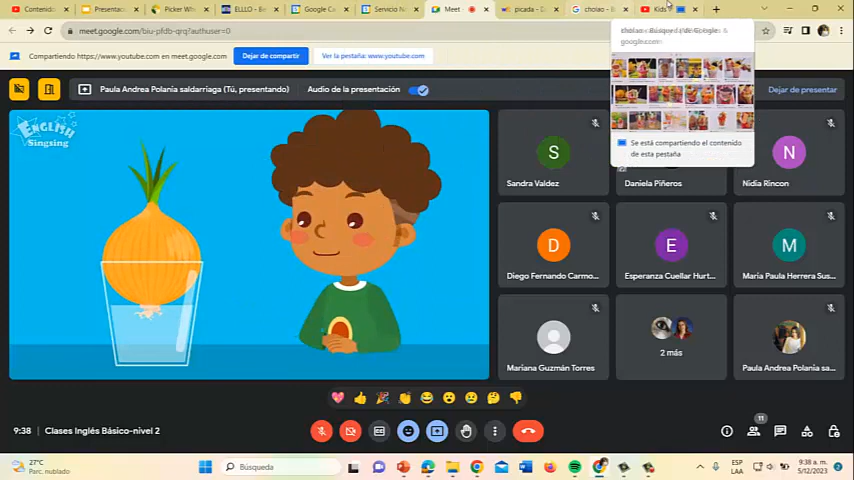 Contenido
Presentac
Picker Wh
ELLLO - Be
Google Ca
Servicio N
Meet
picada - D
choiao - B
Kids
meet.google.com/biu-pfdb-qrq?authuser=0
google.com
Compartiendo https://www.youtube.com en meet.google.com
Dejar de compartir
Ver la pestaña: www.youtube.com
Se está compartiendo el contenido
de esta pestaña
Paula Andrea Polania saldarriaga (Tú, presentando)
Audio de la presentación
Dejar de presentar
ENGLISH
Singsing
S
Sandra Valdez
Daniela Piñeros
N
Nidia Rincon
D
Diego Fernando Carmo...
E
Esperanza Cuellar Hurt...
M
María Paula Herrera Sus...
Mariana Guzmán Torres
2 más
Paula Andrea Polania sa...
9:38
Clases Inglés Básico-nivel 2
11
27°C
Parc. nublado
Búsqueda
ESP
LAA
9:38 a. m.
5/12/2023